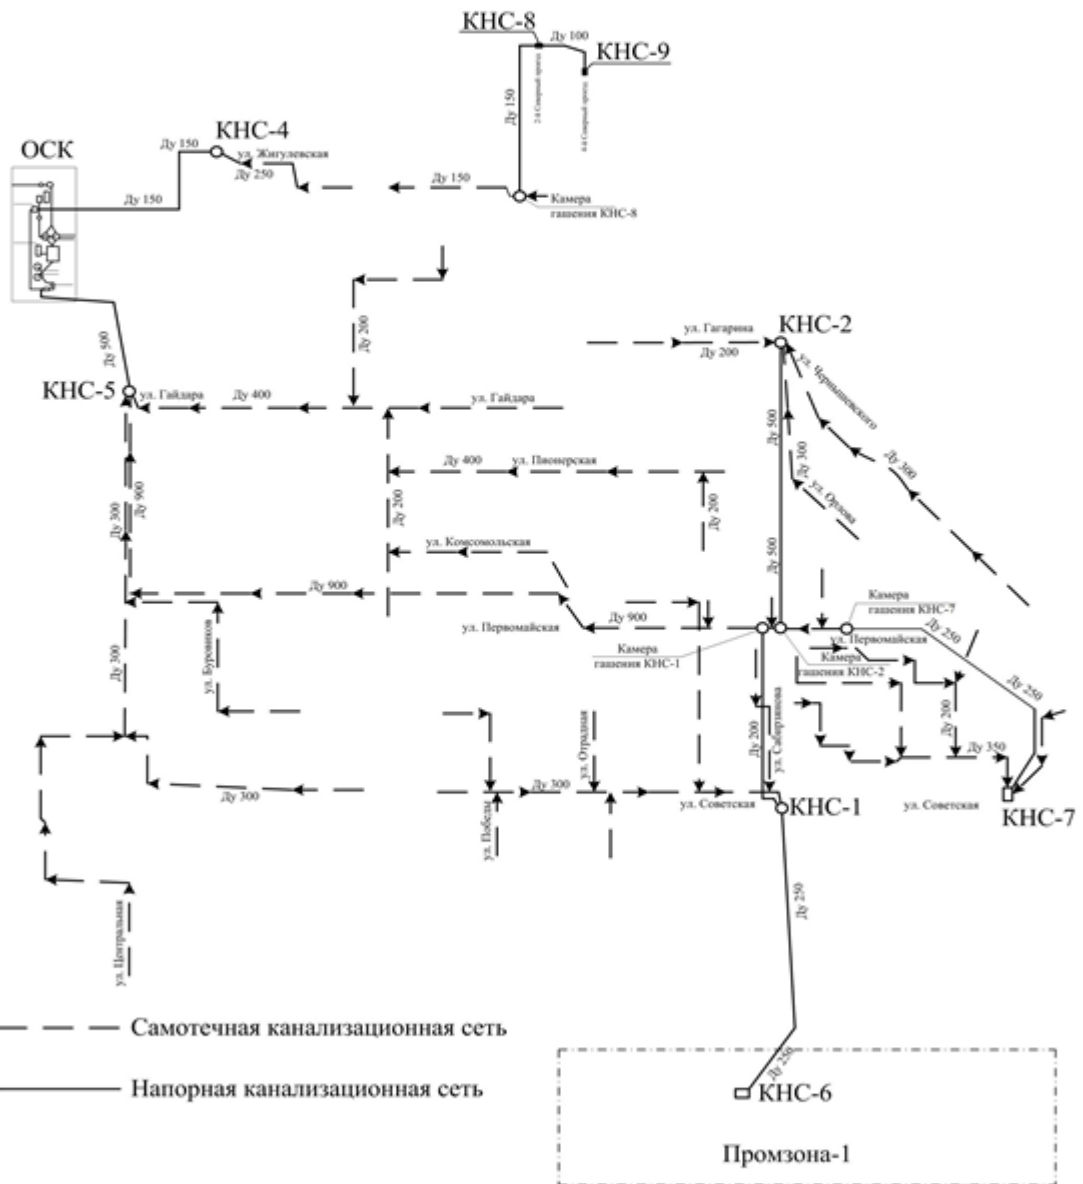 КНС-8
Ду 100
КНС-9
Ду 150
2-й Северный проезд
КНС-4
Ду 150
ул. Жигулевская
Ду 250
ОСК
Ду 150
Ду 150
Камера
гашения КНС-8
Ду 200
ул. Гагарина
КНС-2
Ду 200
ул. Чернышевского
Ду 500
КНС-5
ул. Гайдара
Ду 400
ул. Гайдара
Ду 500
Ду 300
Ду 300
ул. Орлова
Ду 400
ул. Пионерская
Ду 900
Ду 300
Ду 200
Ду 200
ул. Комсомольская
Ду 500
Ду 900
Камера
гашения КНС-7
ул. Первомайская
Ду 900
Ду 250
ул. Первомайская
Камера
гашения КНС-1
Камера
гашения КНС-2
Ду 300
ул. Буровиков
Ду 250
Ду 200
Ду 200
ул. Сабирзянова
ул. Отрадная
Ду 350
Ду 300
Ду 300
ул. Советская
КНС-1
ул. Советская
КНС-7
ул. Победы
Ду 250
ул. Центральная
Самотечная канализационная сеть
Ду 250
Напорная канализационная сеть
КНС-6
Промзона-1